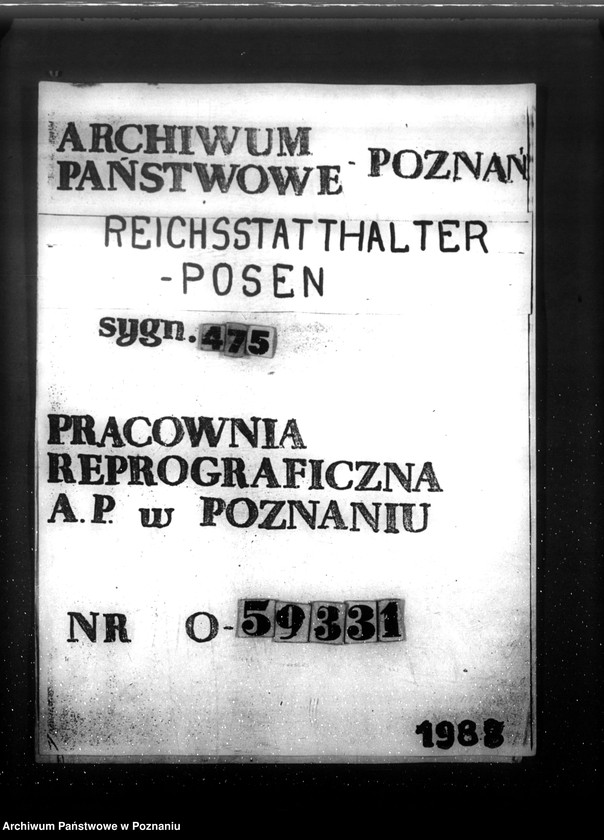 ARCHIWUM
PAŃSTWOWE - POZNAŃ
REICHSSTATTHALTER
-POSEN
sygn. 475
PRACOWNIA
REPROGRAFICZNA
A.P. w POZNANIU
NR O-59331
1988
Archiwum Państwowe w Poznaniu